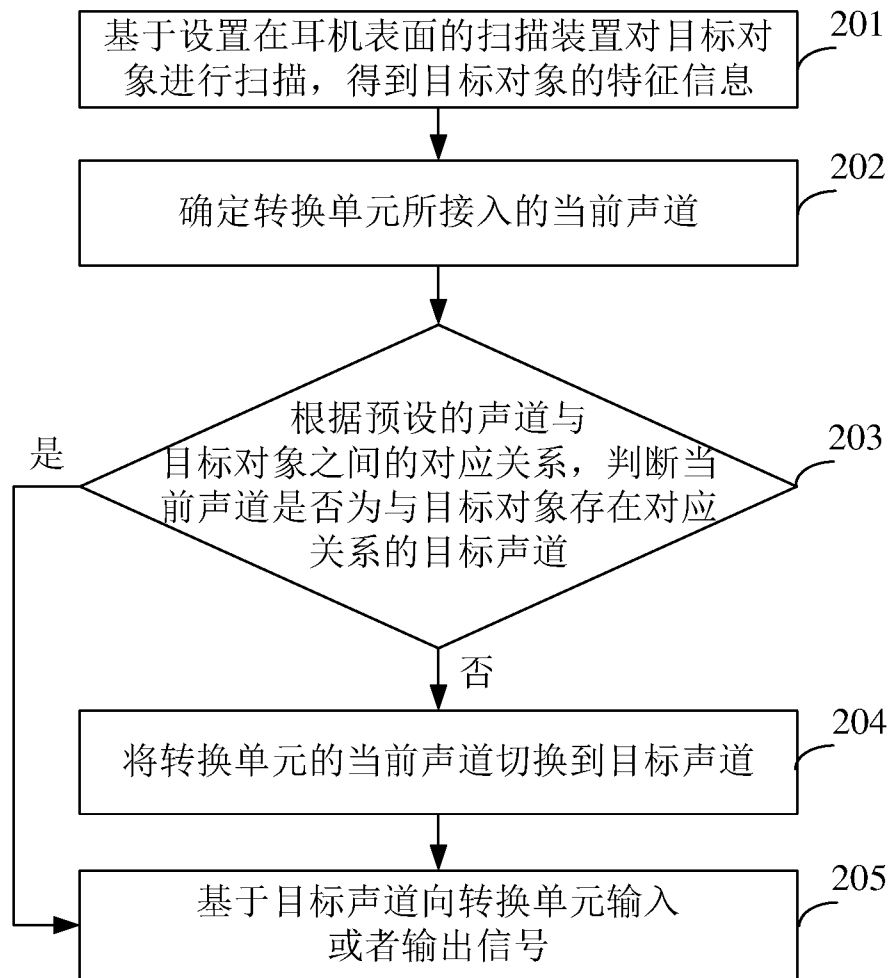 基于设置在耳机表面的扫描装置对目标对
象进行扫描，得到目标对象的特征信息
201
确定转换单元所接入的当前声道
202
根据预设的声道与
目标对象之间的对应关系，判断当
前声道是否为与目标对象存在对应
关系的目标声道
203
是
否
将转换单元的当前声道切换到目标声道
204
基于目标声道向转换单元输入
或者输出信号
205